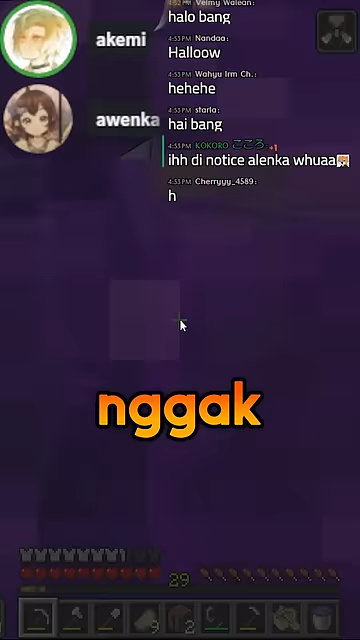 4:52 PM Velmy Walean:
halo bang
akemi
4:53 PM Nandaa:
Halloow
4:53 PM Wahyu Irm Ch.:
hehehe
awenka
4:53 PM starla:
hai bang
4:53 PM KOKORO こころ +1
ihh di notice alenka whuaa
4:53 PM Cherryyy_4589:
h
nggak
29
9
2